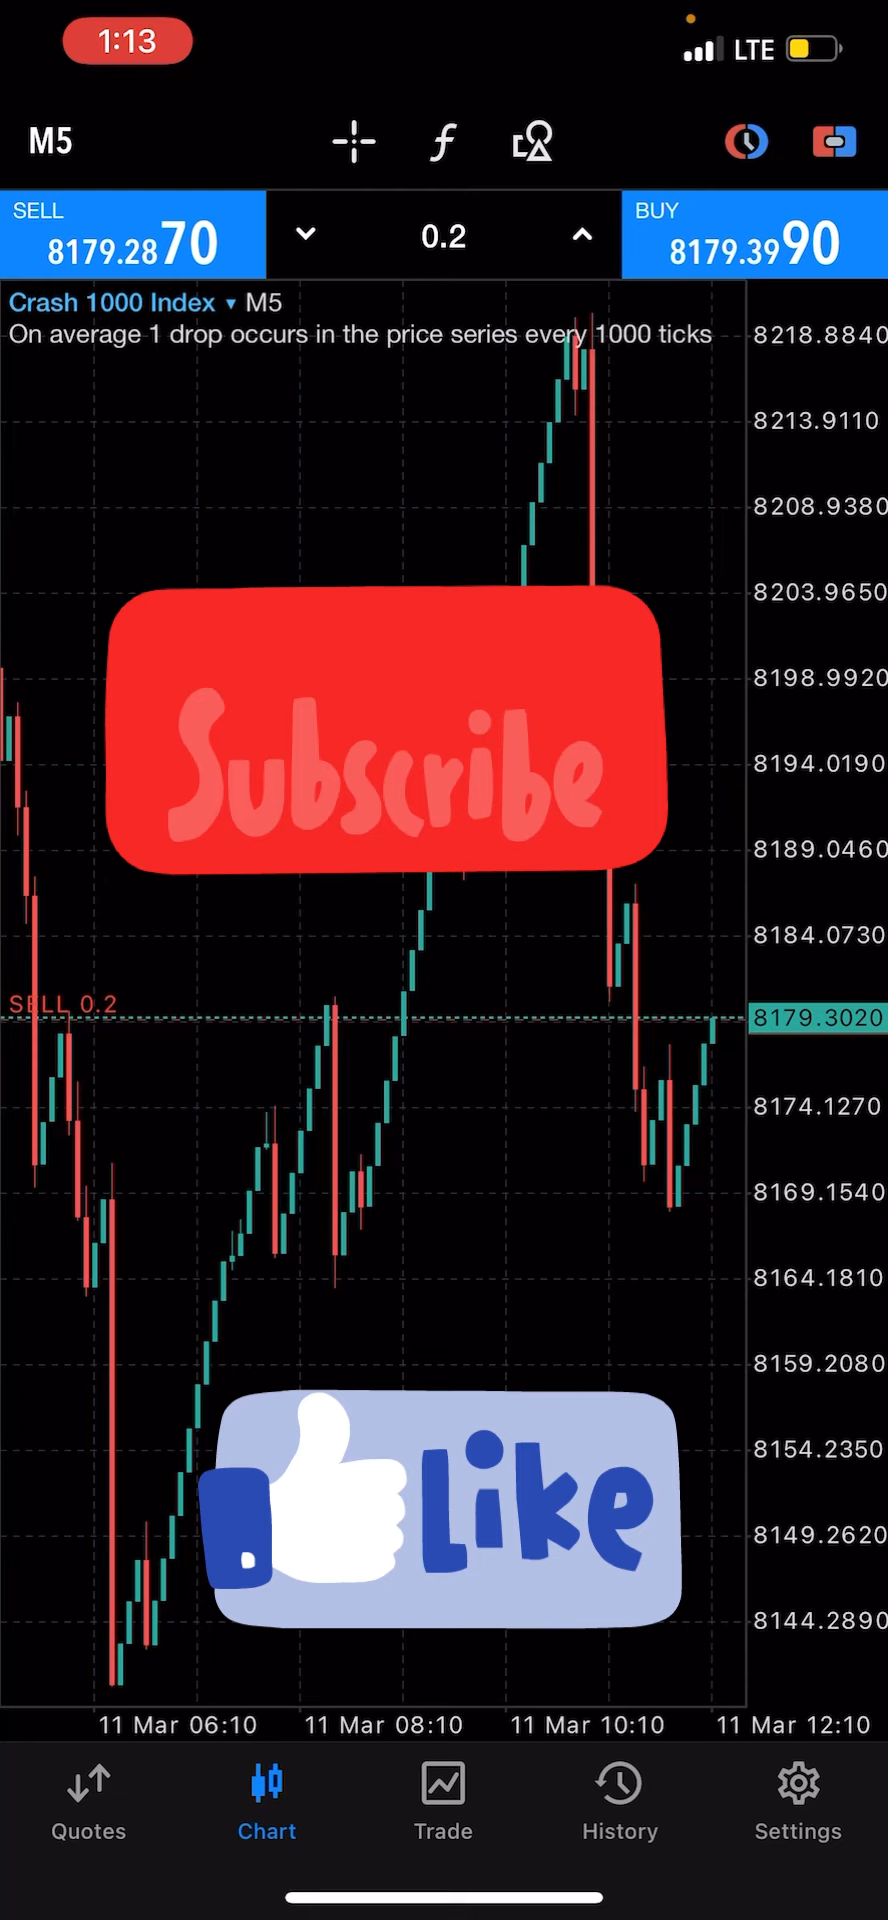 1:13
LTE
M5
SELL
8179.2870
0.2
BUY
8179.3990
Crash 1000 Index ▾ M5
On average 1 drop occurs in the price series every 1000 ticks
8218.8840
8213.9110
8208.9380
8203.9650
8198.9920
Subscribe
8194.0190
8189.0460
8184.0730
SELL 0.2
8179.3020
8174.1270
8169.1540
8164.1810
8159.2080
8154.2350
Like
8149.2620
8144.2890
11 Mar 06:10 11 Mar 08:10 11 Mar 10:10 11 Mar 12:10
Quotes Chart Trade History Settings